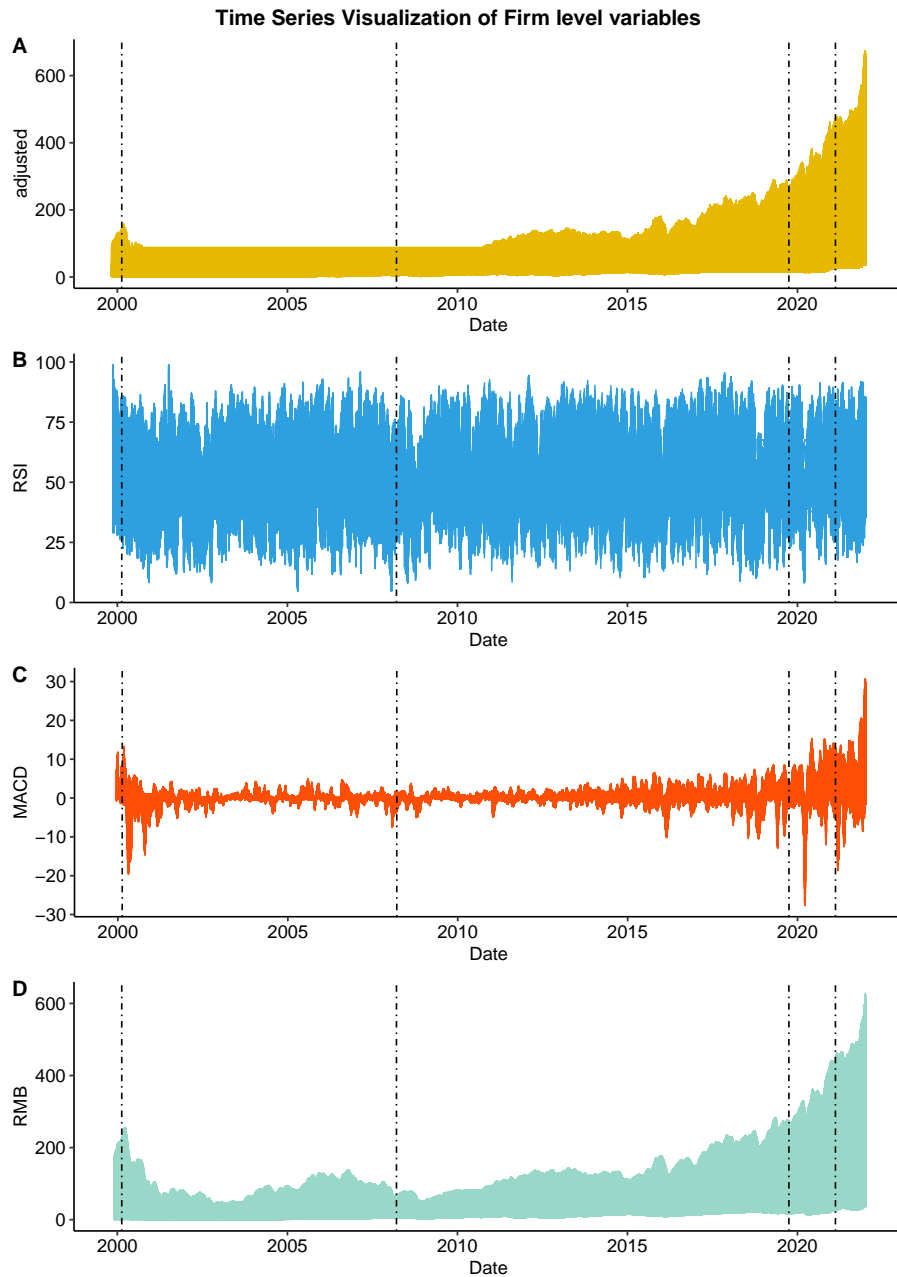 Time Series Visualization of Firm level variables
A
adjusted
600
400
200
0
2000 2005 2010 2015 2020
Date
B
RSI
100
75
50
25
0
2000 2005 2010 2015 2020
Date
C
MACD
30
20
10
0
−10
−20
−30
2000 2005 2010 2015 2020
Date
D
RMB
600
400
200
0
2000 2005 2010 2015 2020
Date